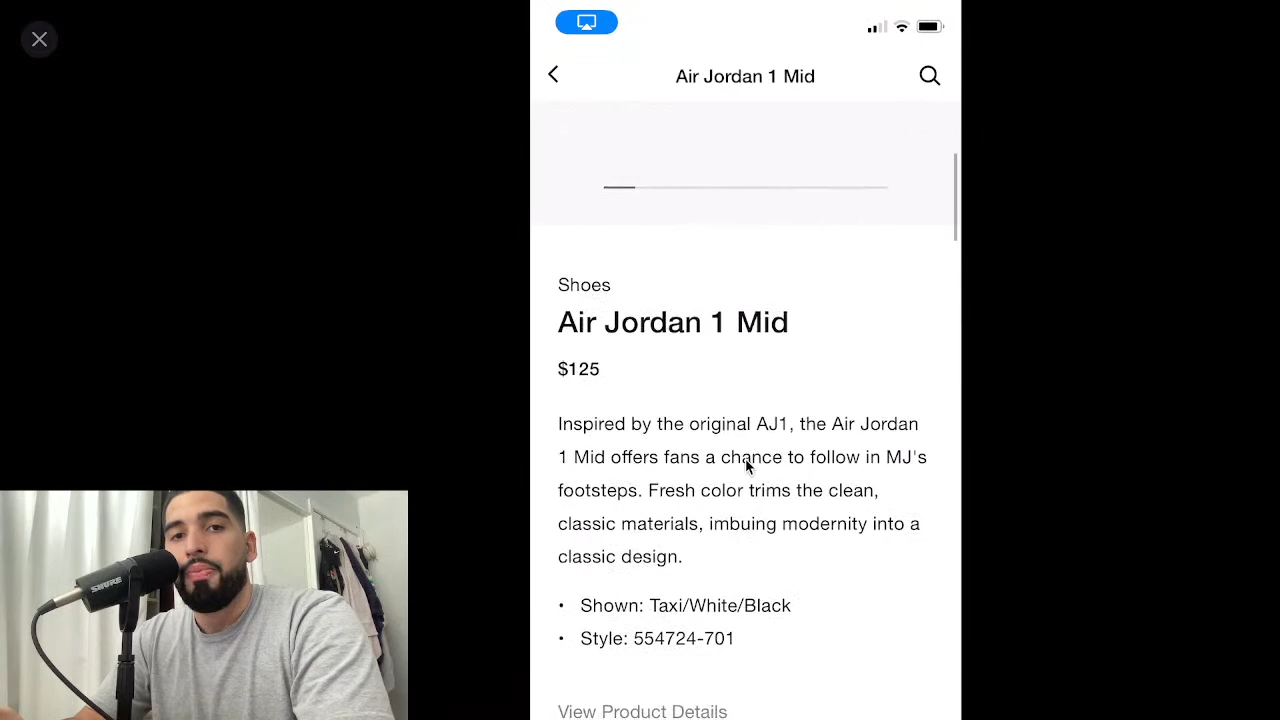 Air Jordan 1 Mid
Shoes
Air Jordan 1 Mid
$125
Inspired by the original AJ1, the Air Jordan
1 Mid offers fans a chance to follow in MJ's
footsteps. Fresh color trims the clean,
classic materials, imbuing modernity into a
classic design.
• Shown: Taxi/White/Black
• Style: 554724-701
View Product Details
SHURE